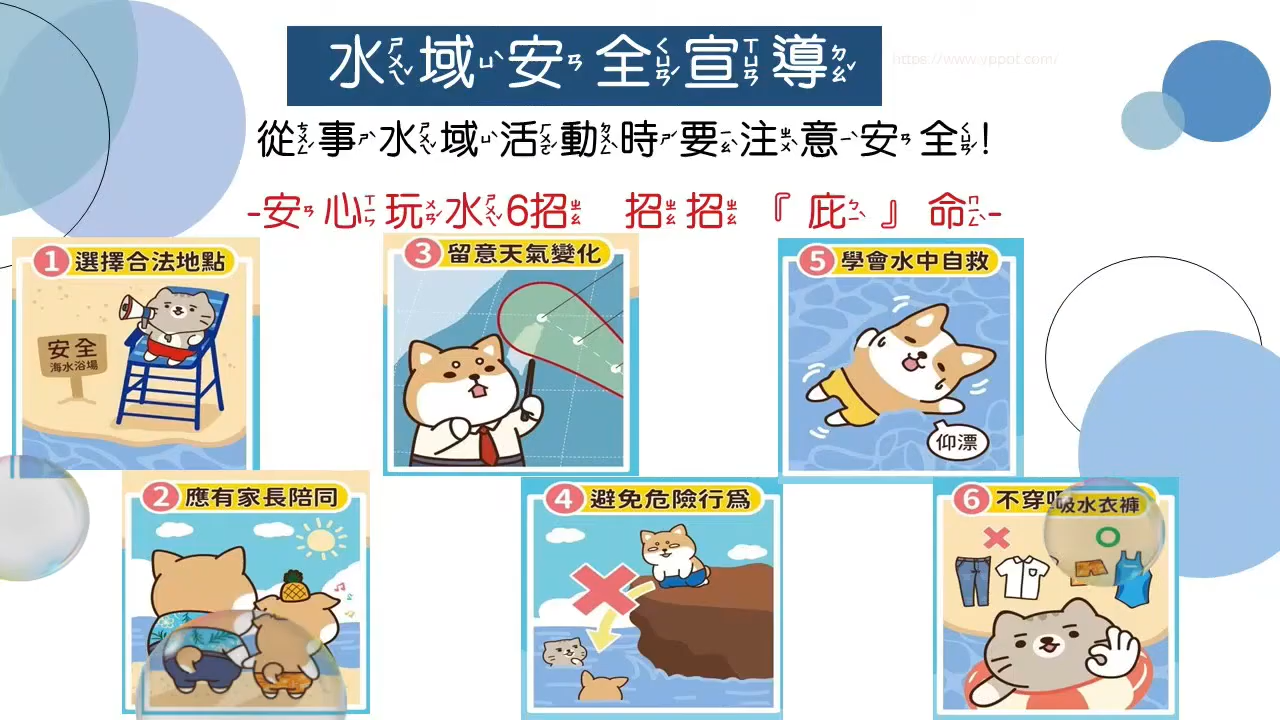 水域安全宣導
https://www.yppot.com/
從事水域活動時要注意安全!
-安心玩水6招 招招『庇』命-
1 選擇合法地點
安全
海水浴場
3 留意天氣變化
5 學會水中自救
仰漂
2 應有家長陪同
4 避免危險行為
6 不穿吸水衣褲